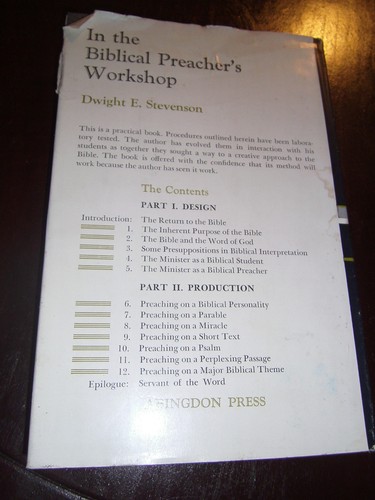 In the
Biblical Preacher's
Workshop
Dwight E. Stevenson
This is a practical book. Procedures outlined herein have been labora-
tory tested. The author has evolved them in interaction with his
students as together they sought a way to a creative approach to the
Bible. The book is offered with the confidence that its method will
work because the author has seen it work.
The Contents
PART I. DESIGN
Introduction: The Return to the Bible
1. The Inherent Purpose of the Bible
2. The Bible and the Word of God
3. Some Presuppositions in Biblical Interpretation
4. The Minister as a Biblical Student
5. The Minister as a Biblical Preacher
PART II. PRODUCTION
6. Preaching on a Biblical Personality
7. Preaching on a Parable
8. Preaching on a Miracle
9. Preaching on a Short Text
10. Preaching on a Psalm
11. Preaching on a Perplexing Passage
12. Preaching on a Major Biblical Theme
Epilogue: Servant of the Word
ABINGDON PRESS